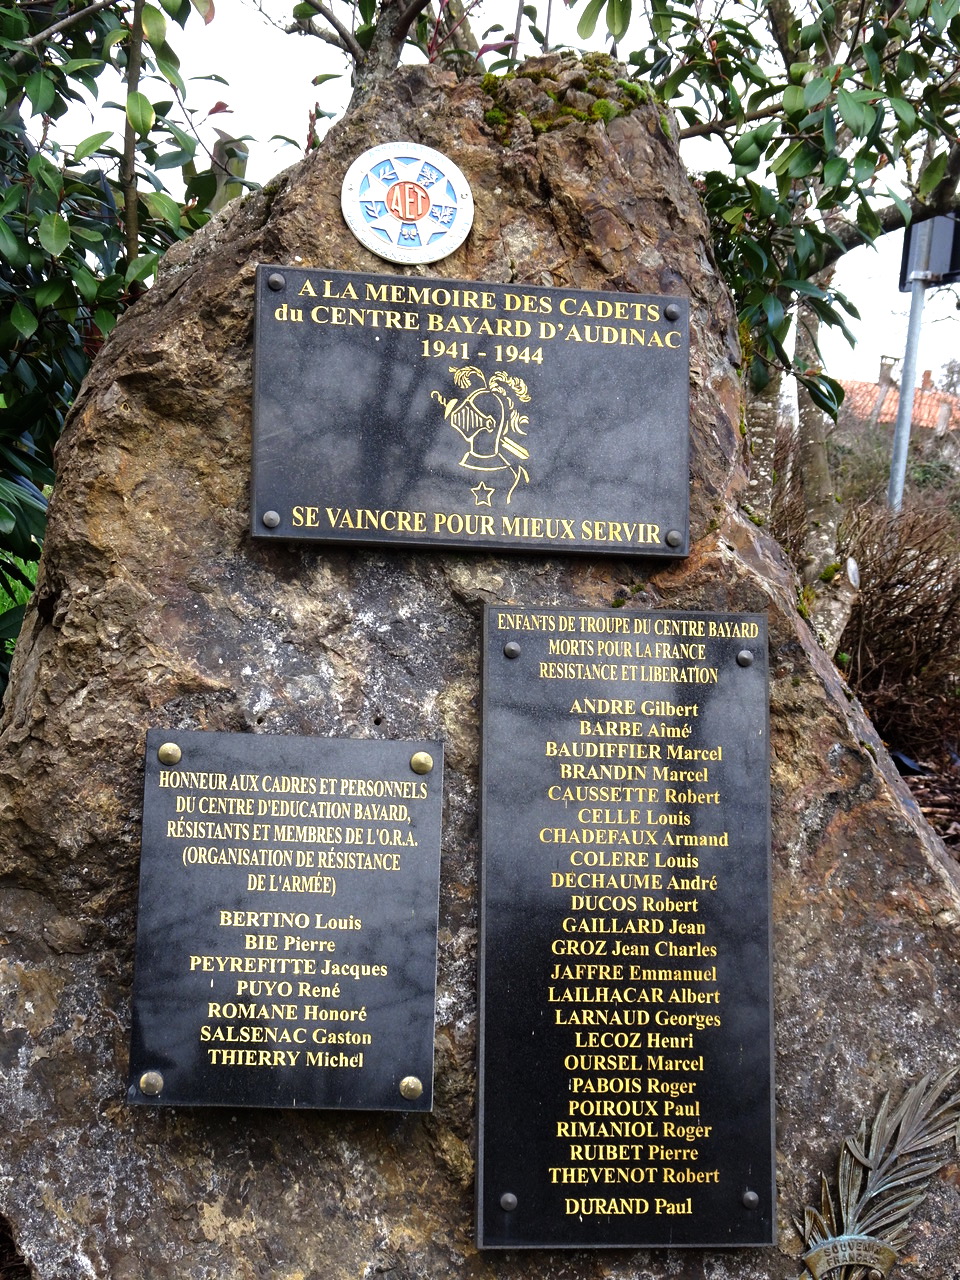 AET
A LA MEMOIRE DES CADETS
du CENTRE BAYARD D'AUDINAC
1941 - 1944
SE VAINCRE POUR MIEUX SERVIR
HONNEUR AUX CADRES ET PERSONNELS
DU CENTRE D'EDUCATION BAYARD,
RÉSISTANTS ET MEMBRES DE L'O.R.A.
(ORGANISATION DE RÉSISTANCE
DE L'ARMÉE)
BERTINO Louis
BIE Pierre
PEYREFITTE Jacques
PUYO René
ROMANE Honoré
SALSENAC Gaston
THIERRY Michel
ENFANTS DE TROUPE DU CENTRE BAYARD
MORTS POUR LA FRANCE
RESISTANCE ET LIBERATION
ANDRE Gilbert
BARBE Aîmé
BAUDIFFIER Marcel
BRANDIN Marcel
CAUSSETTE Robert
CELLE Louis
CHADEFAUX Armand
COLERE Louis
DECHAUME André
DUCOS Robert
GAILLARD Jean
GROZ Jean Charles
JAFFRE Emmanuel
LAILHACAR Albert
LARNAUD Georges
LECOZ Henri
OURSEL Marcel
PABOIS Roger
POIROUX Paul
RIMANIOL Roger
RUIBET Pierre
THEVENOT Robert
DURAND Paul
SOUVENIR
FRANÇAIS